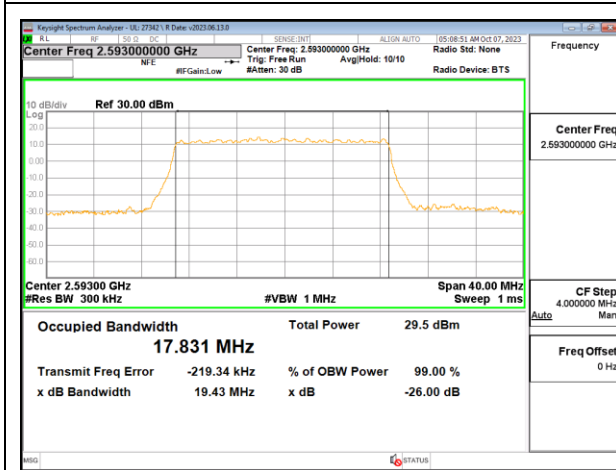 Keysight Spectrum Analyzer - UL: 27342 \ R Date: v2023.06.13.0
RL RF 50 Ω DC SENSE:INT ALIGN AUTO 05:08:51 AM Oct 07, 2023
Center Freq 2.593000000 GHz Center Freq: 2.593000000 GHz Radio Std: None Frequency
NFE Trig: Free Run Avg|Hold: 10/10
#IFGain:Low #Atten: 30 dB Radio Device: BTS
10 dB/div Ref 30.00 dBm
Log
20.0
10.0
0.00
-10.0
-20.0
-30.0
-40.0
-50.0
-60.0
Center Freq
2.593000000 GHz
Center 2.59300 GHz Span 40.00 MHz
#Res BW 300 kHz #VBW 1 MHz Sweep 1 ms
CF Step
4.000000 MHz
Auto Man
Occupied Bandwidth Total Power 29.5 dBm
17.831 MHz
Freq Offset
0 Hz
Transmit Freq Error -219.34 kHz % of OBW Power 99.00 %
x dB Bandwidth 19.43 MHz x dB -26.00 dB
MSG STATUS